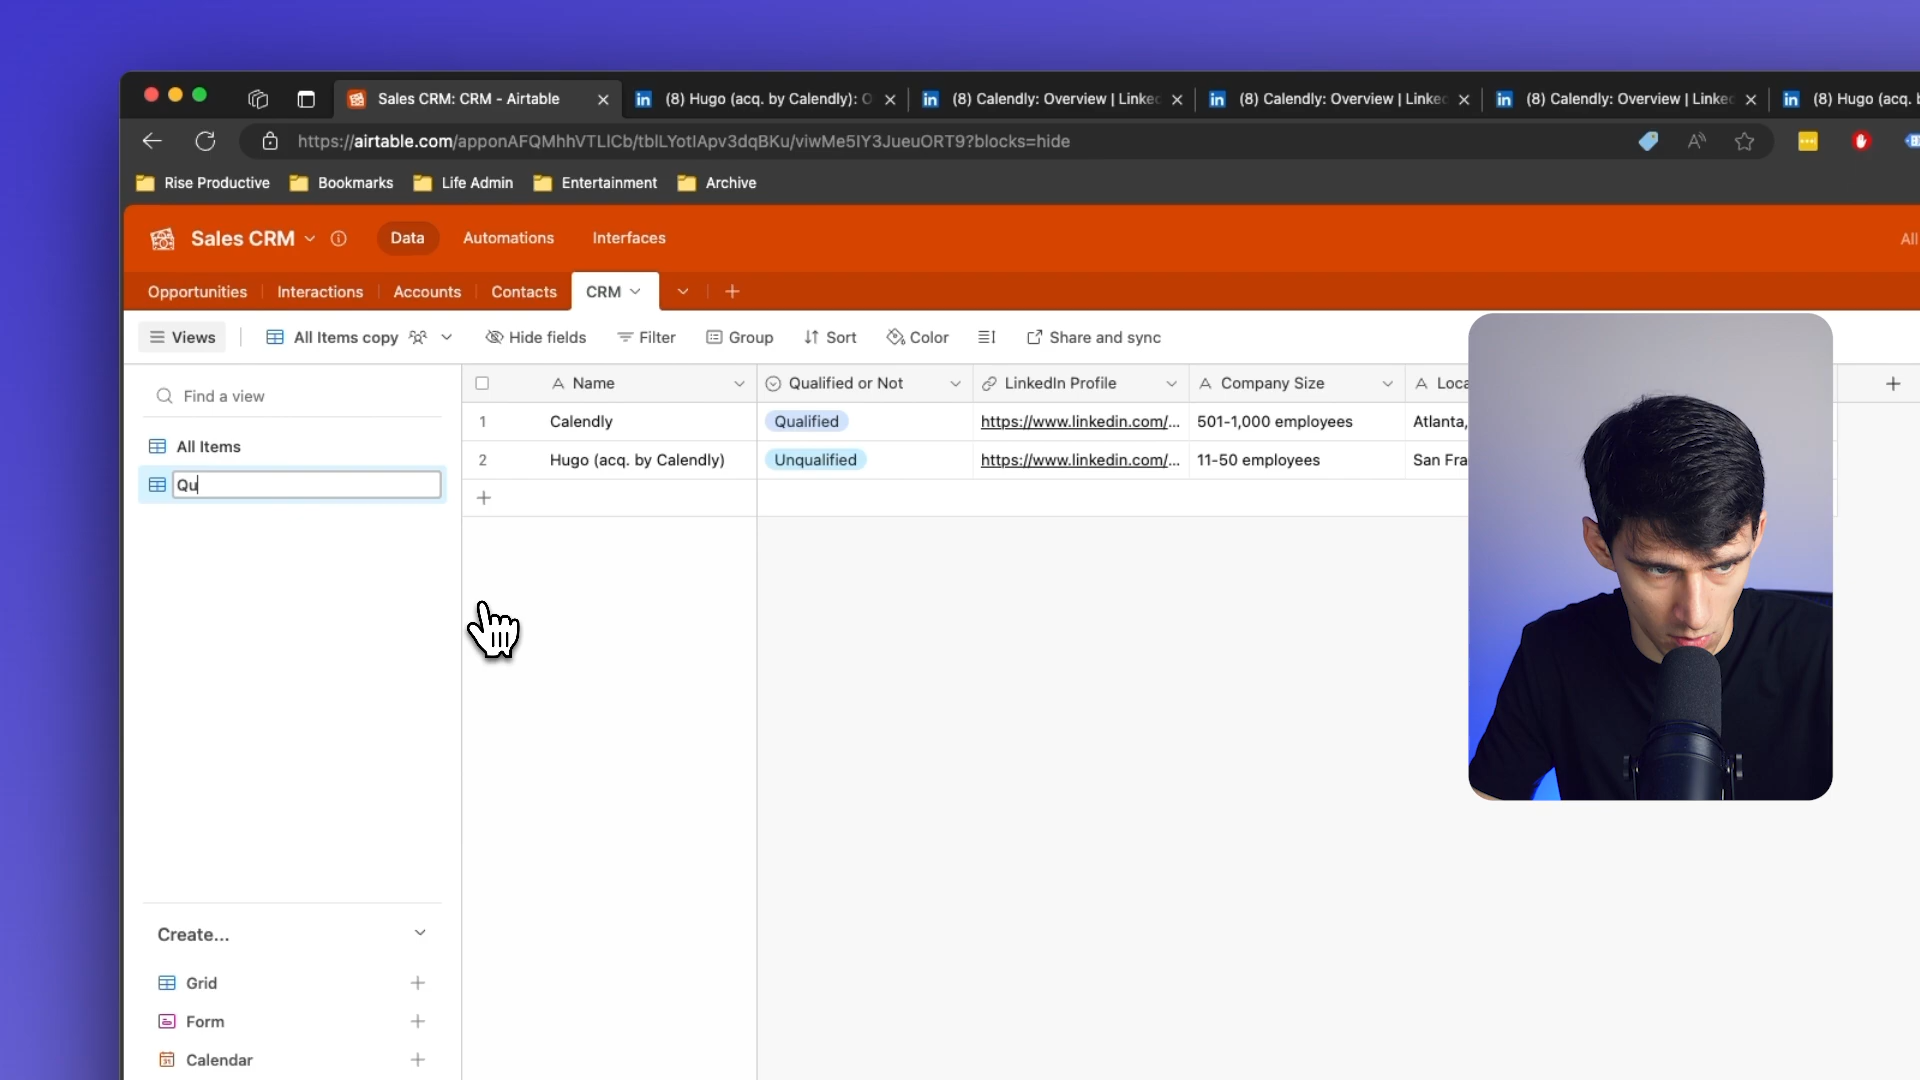 Sales CRM: CRM - Airtable
(8) Hugo (acq. by Calendly): O
(8) Calendly: Overview | Linke
(8) Calendly: Overview | Linke
(8) Calendly: Overview | Linke
(8) Hugo (acq. b
https://airtable.com/apponAFQMhhVTLICb/tblLYotIApv3dqBKu/viwMe5IY3JueuORT9?blocks=hide
Rise Productive
Bookmarks
Life Admin
Entertainment
Archive
Sales CRM
Data
Automations
Interfaces
All
Opportunities
Interactions
Accounts
Contacts
CRM
Views
All Items copy
Hide fields
Filter
Group
Sort
Color
Share and sync
Find a view
Name
Qualified or Not
LinkedIn Profile
Company Size
Loca
1
Calendly
Qualified
https://www.linkedin.com/...
501-1,000 employees
Atlanta,
All Items
2
Hugo (acq. by Calendly)
Unqualified
https://www.linkedin.com/...
11-50 employees
San Fra
Qu
Create...
Grid
Form
Calendar